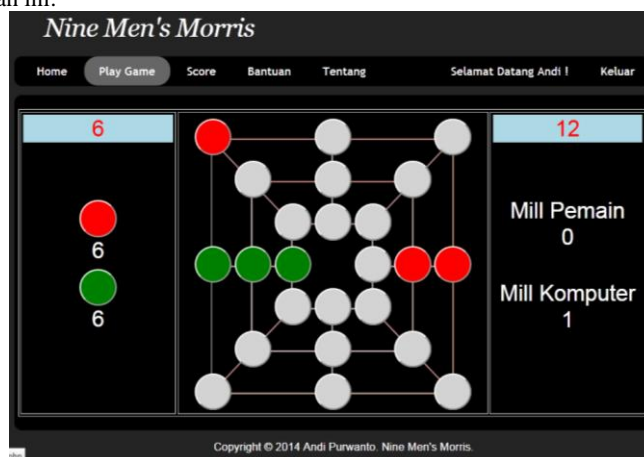 Nine Men's Morris
Home Play Game Score Bantuan Tentang Selamat Datang Andi ! Keluar
6
6
6
12
Mill Pemain
0
Mill Komputer
1
Copyright © 2014 Andi Purwanto. Nine Men's Morris.